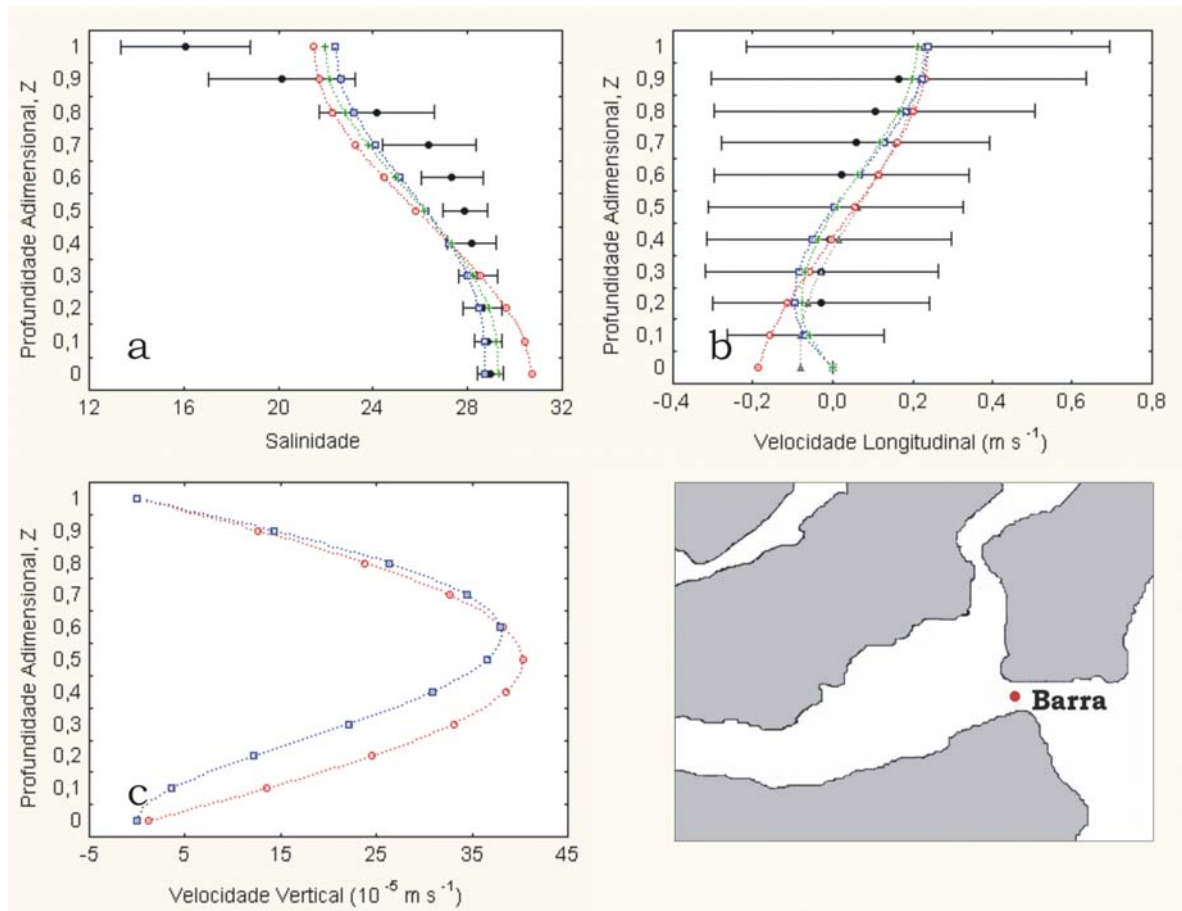 1
0,9
0,8
0,7
0,6
0,5
0,4
0,3
0,2
0,1
0
Profundidade Adimensional, Z
a
12 16 20 24 28 32
Salinidade
1
0,9
0,8
0,7
0,6
0,5
0,4
0,3
0,2
0,1
0
Profundidade Adimensional, Z
b
-0,4 -0,2 0,0 0,2 0,4 0,6 0,8
Velocidade Longitudinal (m s -1)
1
0,9
0,8
0,7
0,6
0,5
0,4
0,3
0,2
0,1
0
Profundidade Adimensional, Z
c
-5 5 15 25 35 45
Velocidade Vertical (10 -5 m s -1)
Barra